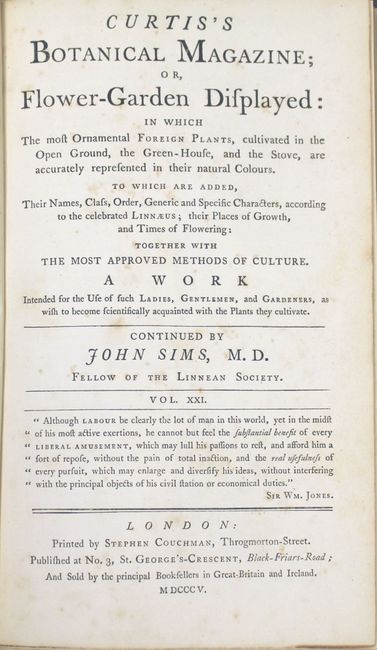 CURTIS'S
BOTANICAL MAGAZINE;
OR,
Flower-Garden Diſplayed:
IN WHICH
The moſt Ornamental FOREIGN PLANTS, cultivated in the
Open Ground, the Green-Houſe, and the Stove, are
accurately repreſented in their natural Colours.
TO WHICH ARE ADDED,
Their Names, Claſs, Order, Generic and Specific Characters, according
to the celebrated LINNÆUS; their Places of Growth,
and Times of Flowering:
TOGETHER WITH
THE MOST APPROVED METHODS OF CULTURE.
A WORK
Intended for the Uſe of ſuch LADIES, GENTLEMEN, and GARDENERS, as
wiſh to become ſcientifically acquainted with the Plants they cultivate.
CONTINUED BY
JOHN SIMS, M. D.
FELLOW OF THE LINNEAN SOCIETY.
VOL. XXI.
" Although LABOUR be clearly the lot of man in this world, yet in the midſt
" of his moſt active exertions, he cannot but feel the ſubſtantial benefit of every
" LIBERAL AMUSEMENT, which may lull his paſſions to reſt, and afford him a
" ſort of repoſe, without the pain of total inaction, and the real uſefulneſs of
" every purſuit, which may enlarge and diverſify his ideas, without interfering
" with the principal objects of his civil ſtation or economical duties."
SIR WM. JONES.
LONDON:
Printed by STEPHEN COUCHMAN, Throgmorton-Street.
Publiſhed at No. 3, ST. GEORGE'S-CRESCENT, Black-Friars-Road;
And Sold by the principal Bookſellers in Great-Britain and Ireland.
MDCCCV.